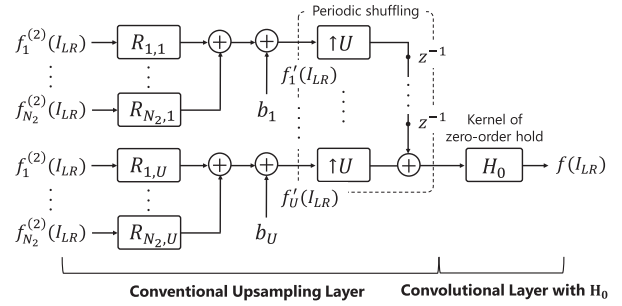 Periodic shuffling
f_1^{(2)}(I_{LR}) R_{1,1} + + ↑U z^{-1}
f_1'(I_{LR})
f_{N_2}^{(2)}(I_{LR}) R_{N_2,1} b_1 z^{-1}
Kernel of
zero-order hold
f_1^{(2)}(I_{LR}) R_{1,U} + + ↑U + H_0 f(I_{LR})
f_U'(I_{LR})
f_{N_2}^{(2)}(I_{LR}) R_{N_2,U} b_U
Conventional Upsampling Layer Convolutional Layer with H_0